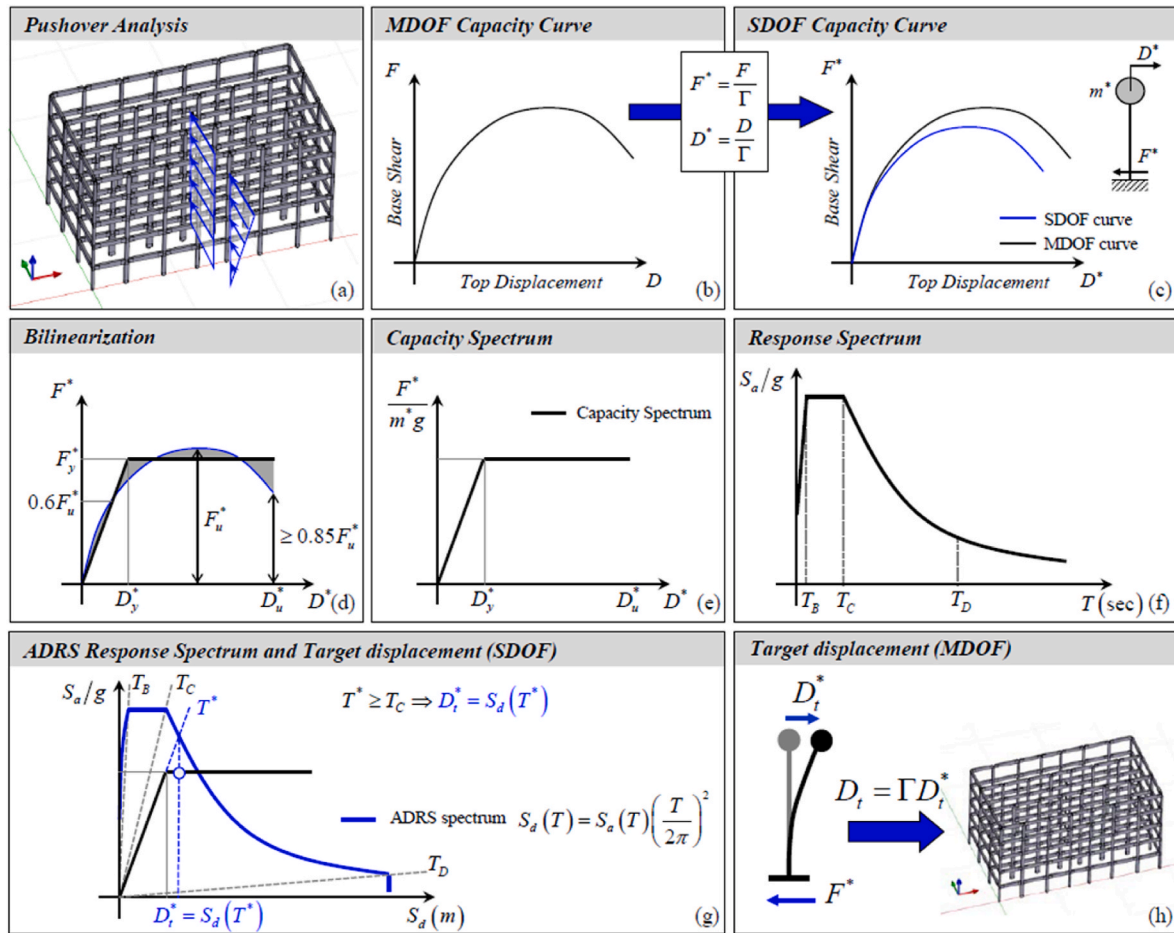 Pushover Analysis
(a)
MDOF Capacity Curve
F
Base Shear
Top Displacement
D
(b)
F* = F/Γ
D* = D/Γ
SDOF Capacity Curve
F*
D*
m*
F*
Base Shear
SDOF curve
MDOF curve
Top Displacement
D*
(c)
Bilinearization
F*
F*y
0.6F*u
F*u
≥ 0.85F*u
D*y
D*u
D*
(d)
Capacity Spectrum
F*/m*g
Capacity Spectrum
D*y
D*u
D*
(e)
Response Spectrum
Sa/g
TB
TC
TD
T (sec)
(f)
ADRS Response Spectrum and Target displacement (SDOF)
Sa/g
TB
TC
T*
T* ≥ TC ⇒ D*t = Sd(T*)
ADRS spectrum
Sd(T) = Sa(T)(T/2π)²
TD
D*t = Sd(T*)
Sd(m)
(g)
Target displacement (MDOF)
D*t
Dt = ΓD*t
F*
(h)